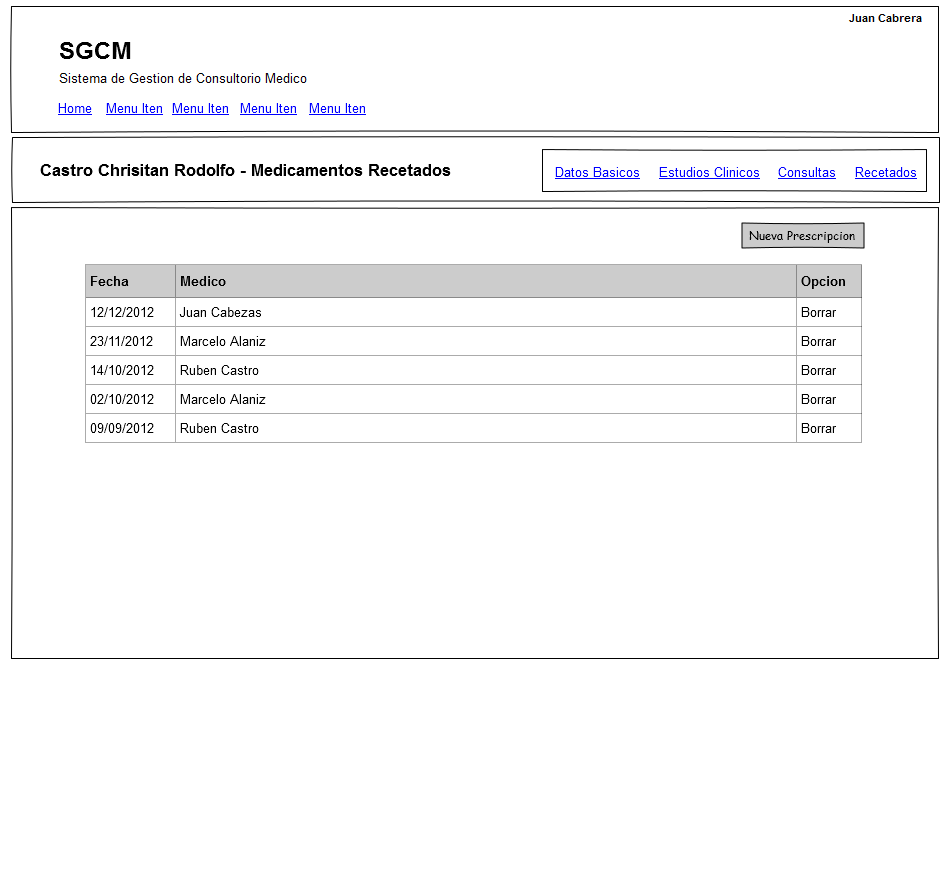 Juan Cabrera
SGCM
Sistema de Gestion de Consultorio Medico
Home Menu Iten Menu Iten Menu Iten Menu Iten
Castro Chrisitan Rodolfo - Medicamentos Recetados
Datos Basicos Estudios Clinicos Consultas Recetados
Nueva Prescripcion
Fecha Medico Opcion
12/12/2012 Juan Cabezas Borrar
23/11/2012 Marcelo Alaniz Borrar
14/10/2012 Ruben Castro Borrar
02/10/2012 Marcelo Alaniz Borrar
09/09/2012 Ruben Castro Borrar